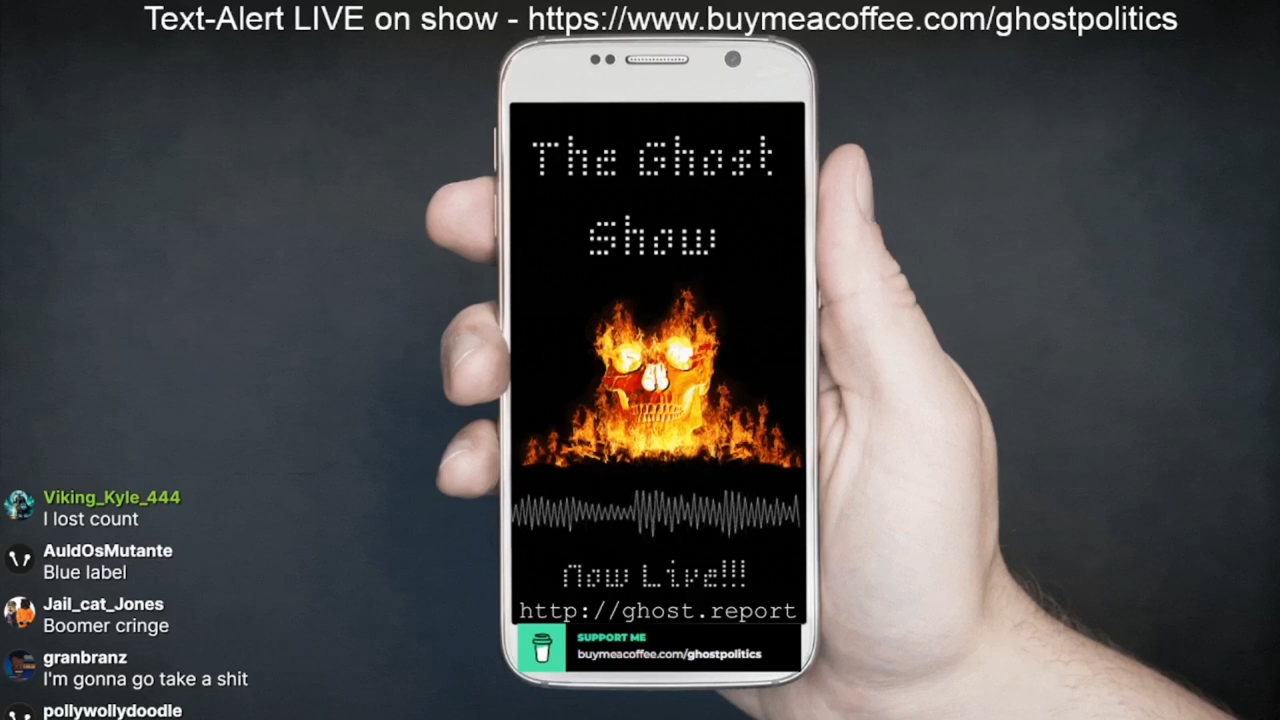 Text-Alert LIVE on show - https://www.buymeacoffee.com/ghostpolitics
The Ghost
Show
Now Live!!!
http://ghost.report
SUPPORT ME
buymeacoffee.com/ghostpolitics
Viking_Kyle_444
I lost count
AuldOsMutante
Blue label
Jail_cat_Jones
Boomer cringe
granbranz
I'm gonna go take a shit
pollywollydoodle